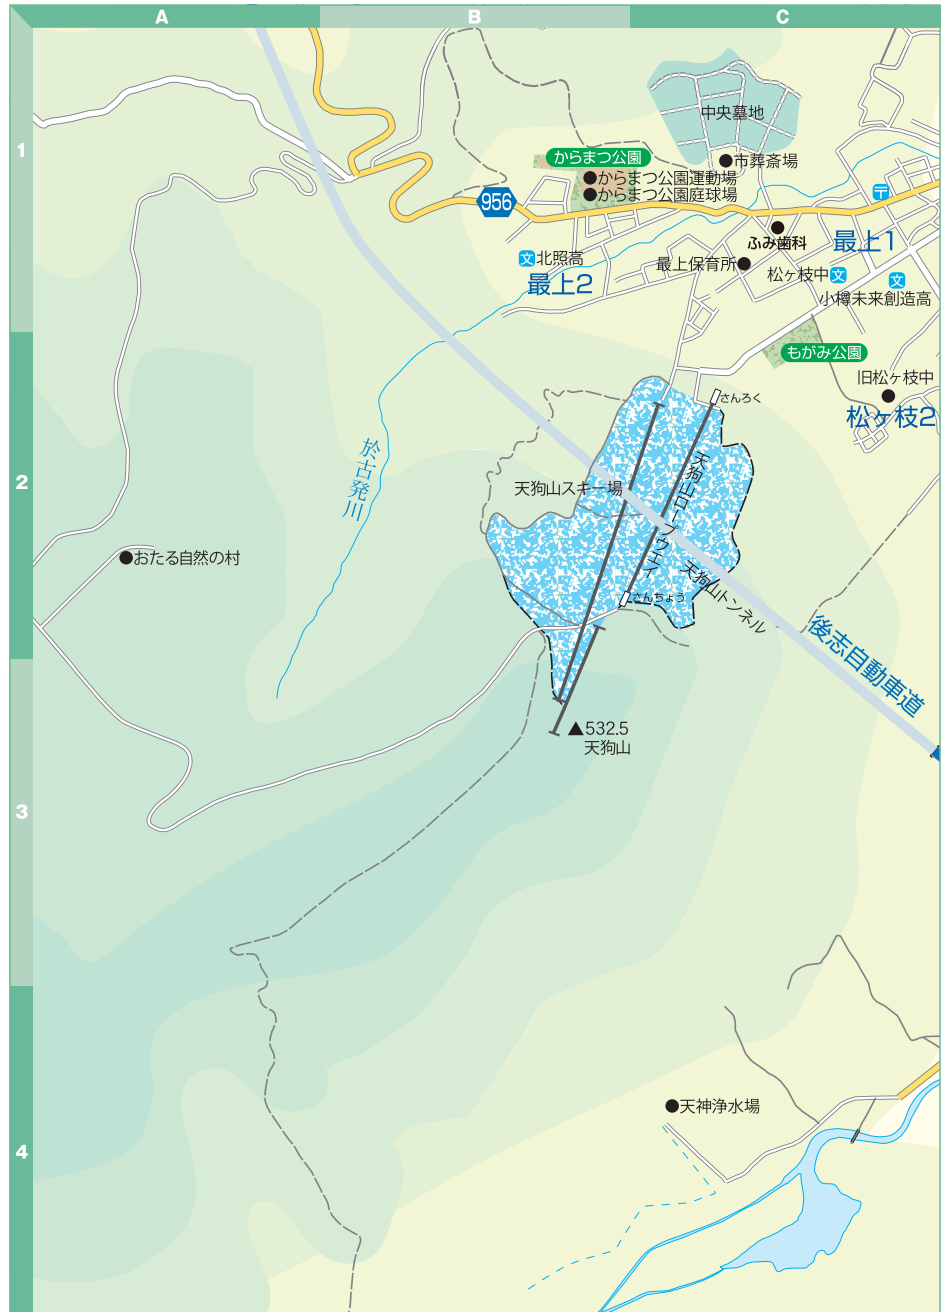 A
B
C
1
中央墓地
からまつ公園
市葬斎場
からまつ公園運動場
からまつ公園庭球場
956
ふみ歯科
最上1
北照高
文
最上2
最上保育所
松ヶ枝中
文
文
小樽未来創造高
もがみ公園
旧松ヶ枝中
松ヶ枝2
さんろく
2
於古発川
天狗山スキー場
天狗山ロープウェイ
おたる自然の村
さんちょう
天狗山トンネル
後志自動車道
532.5
天狗山
3
天神浄水場
4